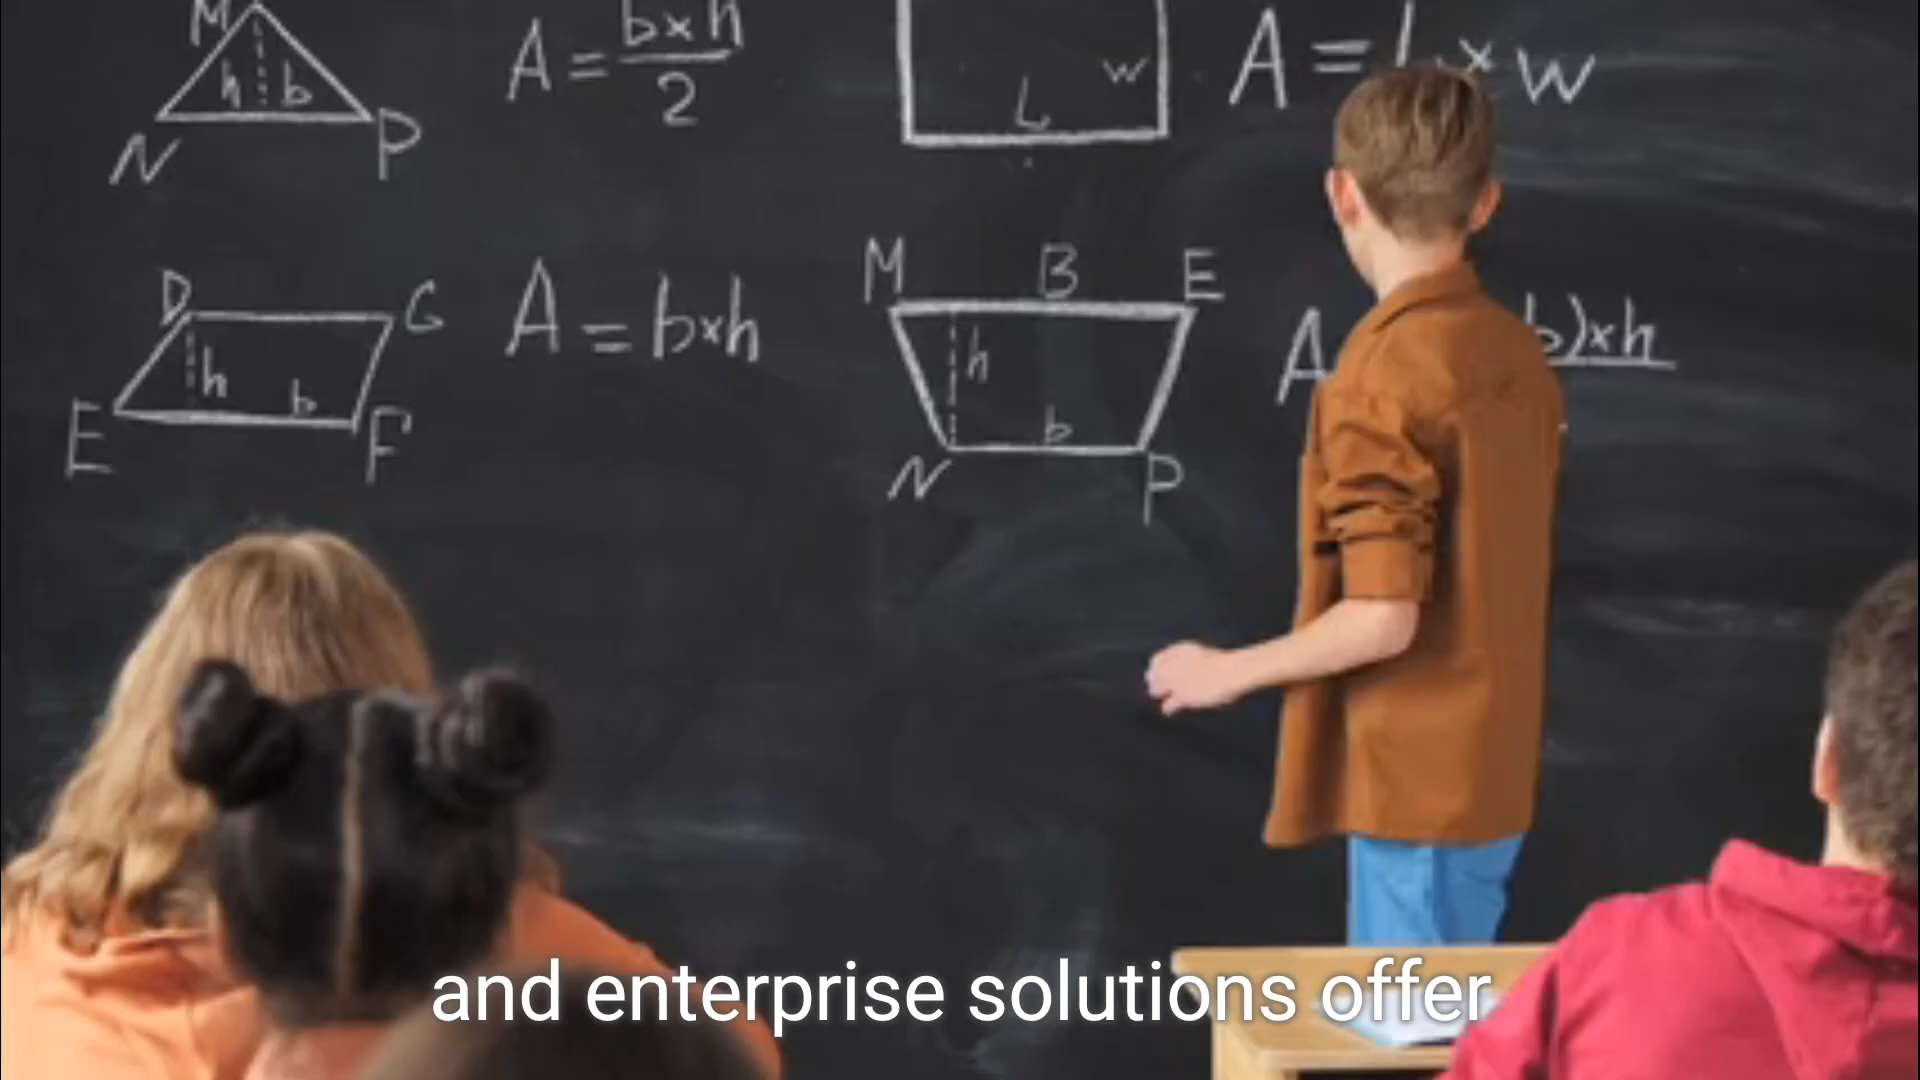 M
h b
N P
A = b×h
2
w
L
A = L × w
D G
h b
E F
A = b×h
M B E
h
b
N P
A b)×h
and enterprise solutions offer